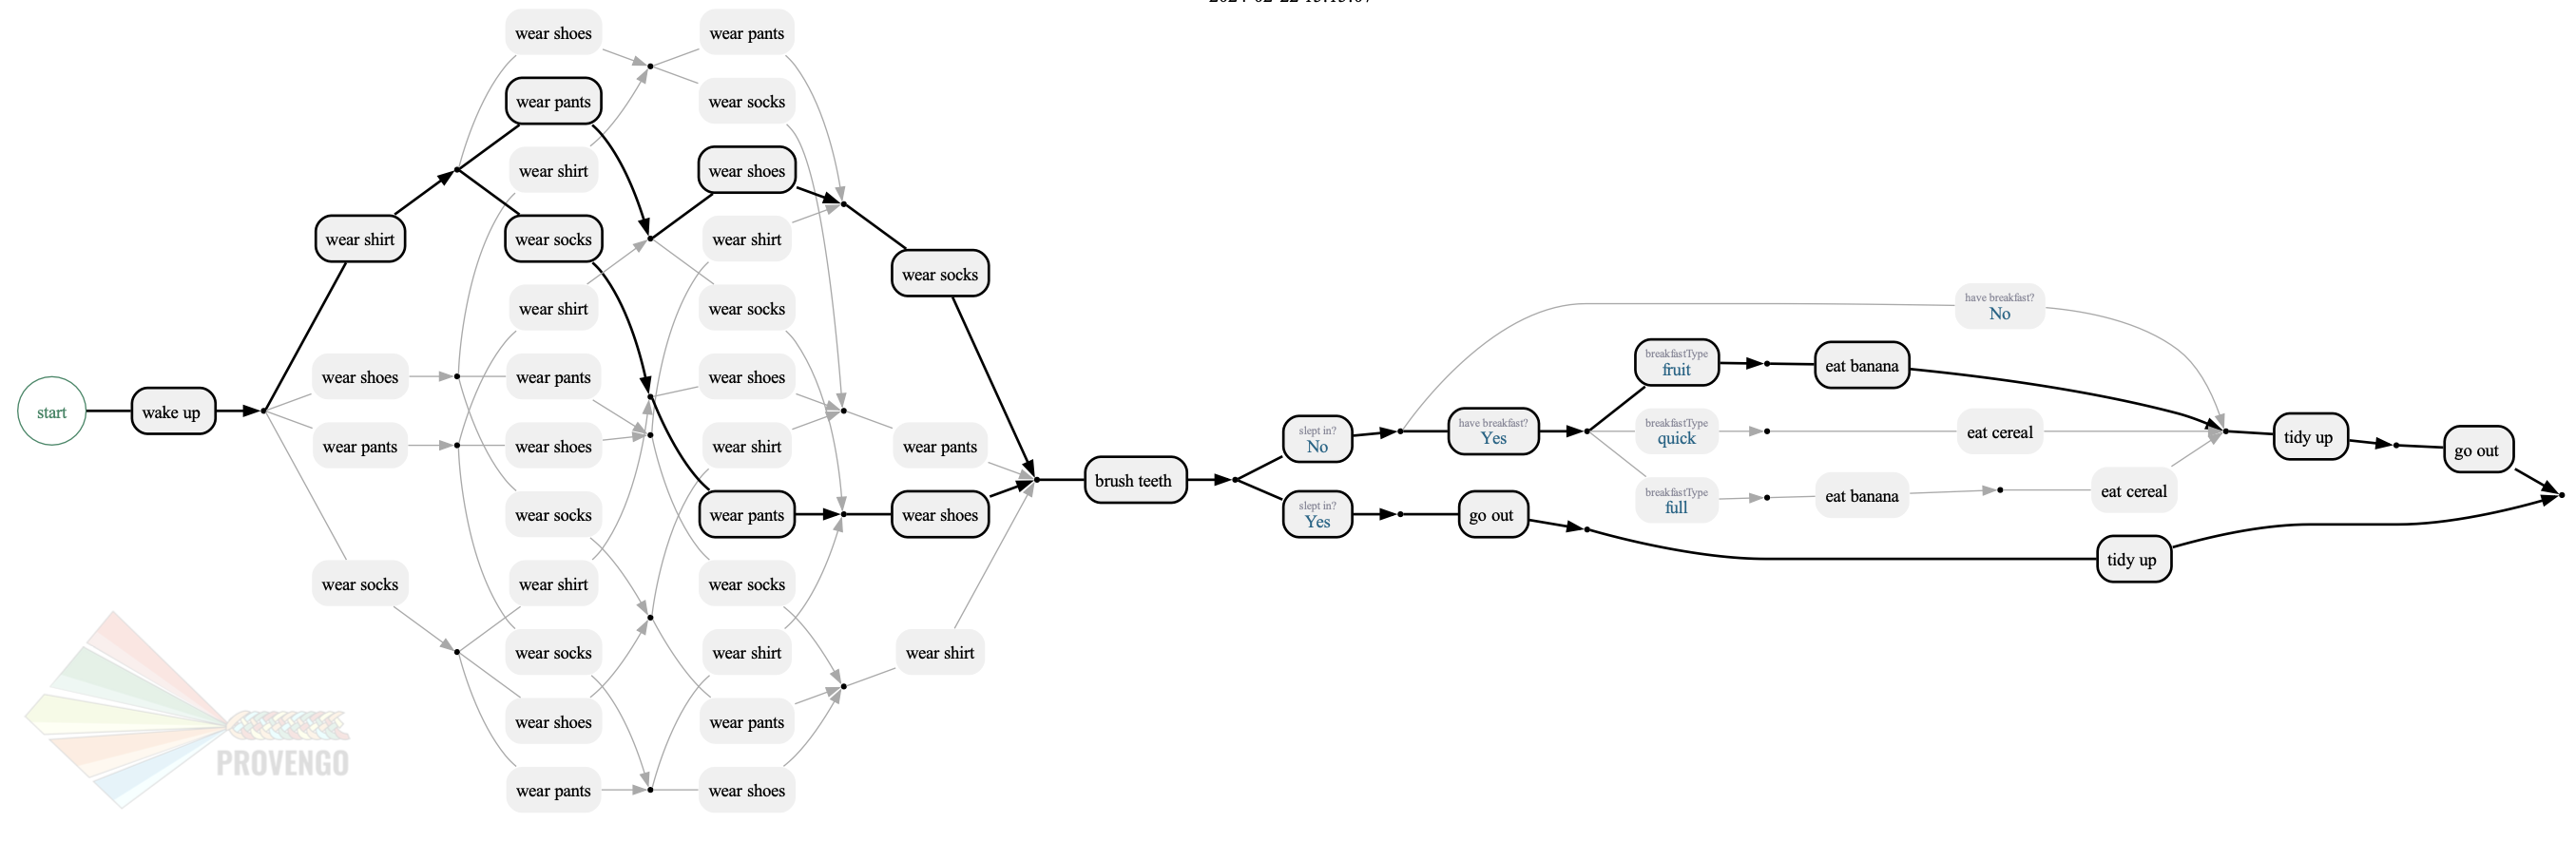 wear shoes
wear pants
wear pants
wear socks
wear shirt
wear shoes
wear shirt
wear socks
wear shirt
wear socks
wear shirt
wear socks
wear shoes
wear pants
wear shoes
start
wake up
wear pants
wear shoes
wear shirt
wear pants
wear socks
wear pants
wear shoes
wear socks
wear shirt
wear socks
wear socks
wear shirt
wear shirt
wear shoes
wear pants
wear pants
wear shoes
brush teeth
slept in?
No
slept in?
Yes
have breakfast?
Yes
go out
have breakfast?
No
breakfastType
fruit
eat banana
breakfastType
quick
eat cereal
breakfastType
full
eat banana
eat cereal
tidy up
go out
tidy up
PROVENGO